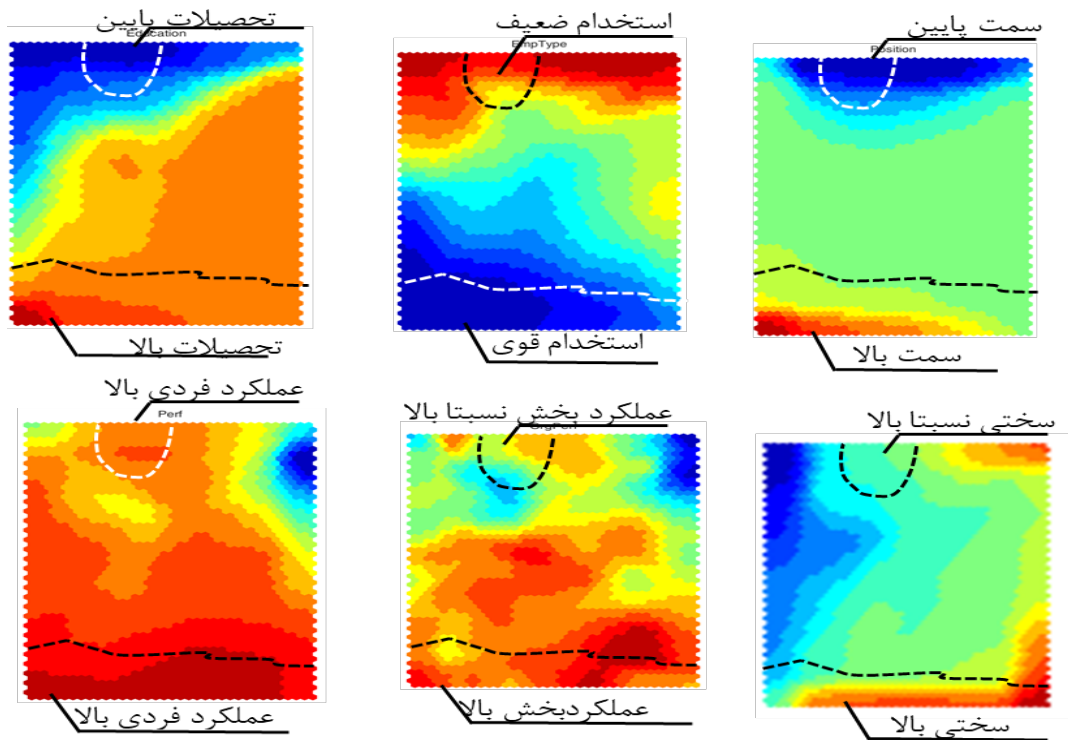 تحصیلات پایین
استخدام ضعیف
سمت پایین
Education
EmpType
Position
تحصیلات بالا
استخدام قوی
سمت بالا
عملکرد فردی بالا
عملکرد بخش نسبتا بالا
سختی نسبتا بالا
Perf
OrgPerf
عملکرد فردی بالا
عملکردبخش بالا
سختی بالا